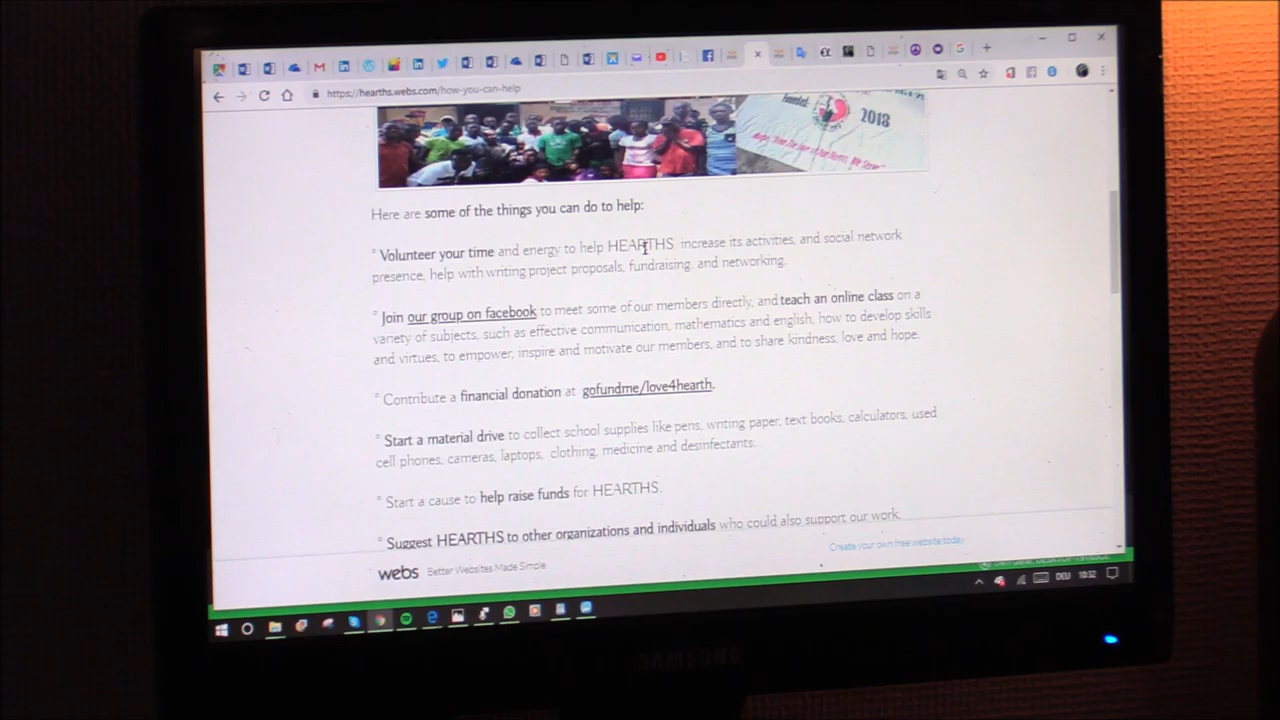 https://hearths.webs.com/how-you-can-help
2018
Here are some of the things you can do to help:
° Volunteer your time and energy to help HEARTHS increase its activities, and social network
presence, help with writing project proposals, fundraising, and networking.
° Join our group on facebook to meet some of our members directly, and teach an online class on a
variety of subjects, such as effective communication, mathematics and english, how to develop skills
and virtues, to empower, inspire and motivate our members, and to share kindness, love and hope.
° Contribute a financial donation at gofundme/love4hearth.
° Start a material drive to collect school supplies like pens, writing paper, text books, calculators, used
cell phones, cameras, laptops, clothing, medicine and desinfectants.
° Start a cause to help raise funds for HEARTHS.
° Suggest HEARTHS to other organizations and individuals who could also support our work.
Create your own free website today
webs Better Websites Made Simple
DEU 10:32
SAMSUNG